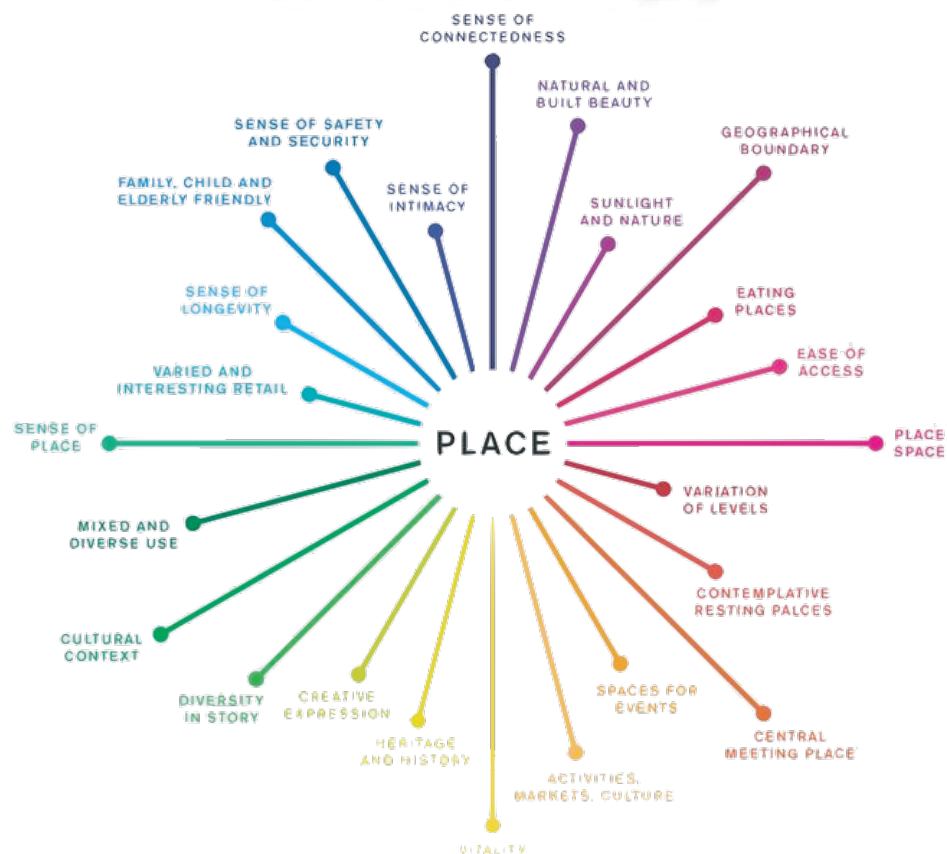 SENSE OF
CONNECTEDNESS
NATURAL AND
BUILT BEAUTY
SENSE OF SAFETY
AND SECURITY
GEOGRAPHICAL
BOUNDARY
FAMILY, CHILD AND
ELDERLY FRIENDLY
SENSE OF
INTIMACY
SUNLIGHT
AND NATURE
SENSE OF
LONGEVITY
EATING
PLACES
VARIED AND
INTERESTING RETAIL
EASE OF
ACCESS
SENSE OF
PLACE
PLACE
PLACE
SPACE
VARIATION
OF LEVELS
MIXED AND
DIVERSE USE
CONTEMPLATIVE
RESTING PALCES
CULTURAL
CONTEXT
DIVERSITY
IN STORY
CREATIVE
EXPRESSION
SPACES FOR
EVENTS
HERITAGE
AND HISTORY
CENTRAL
MEETING PLACE
ACTIVITIES,
MARKETS, CULTURE
VITALITY